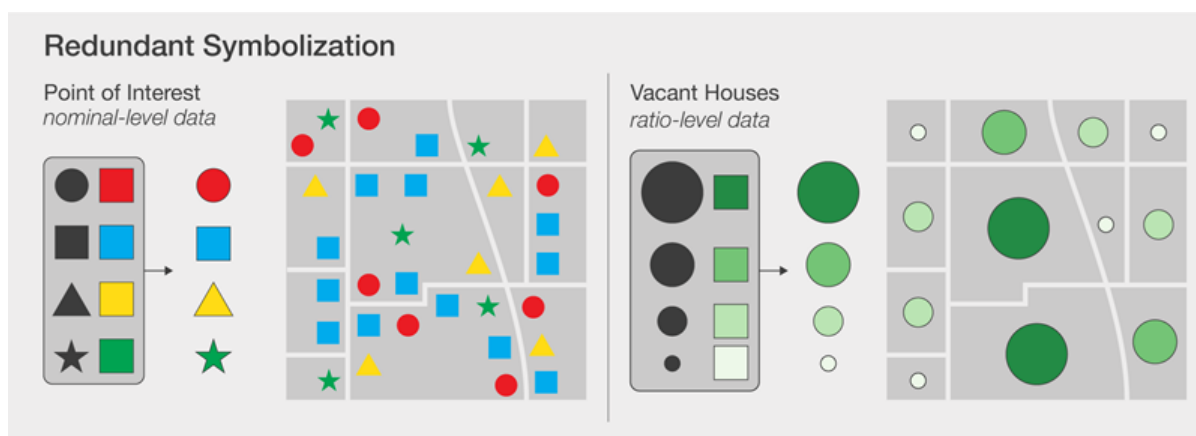 Redundant Symbolization
Point of Interest
nominal-level data
Vacant Houses
ratio-level data